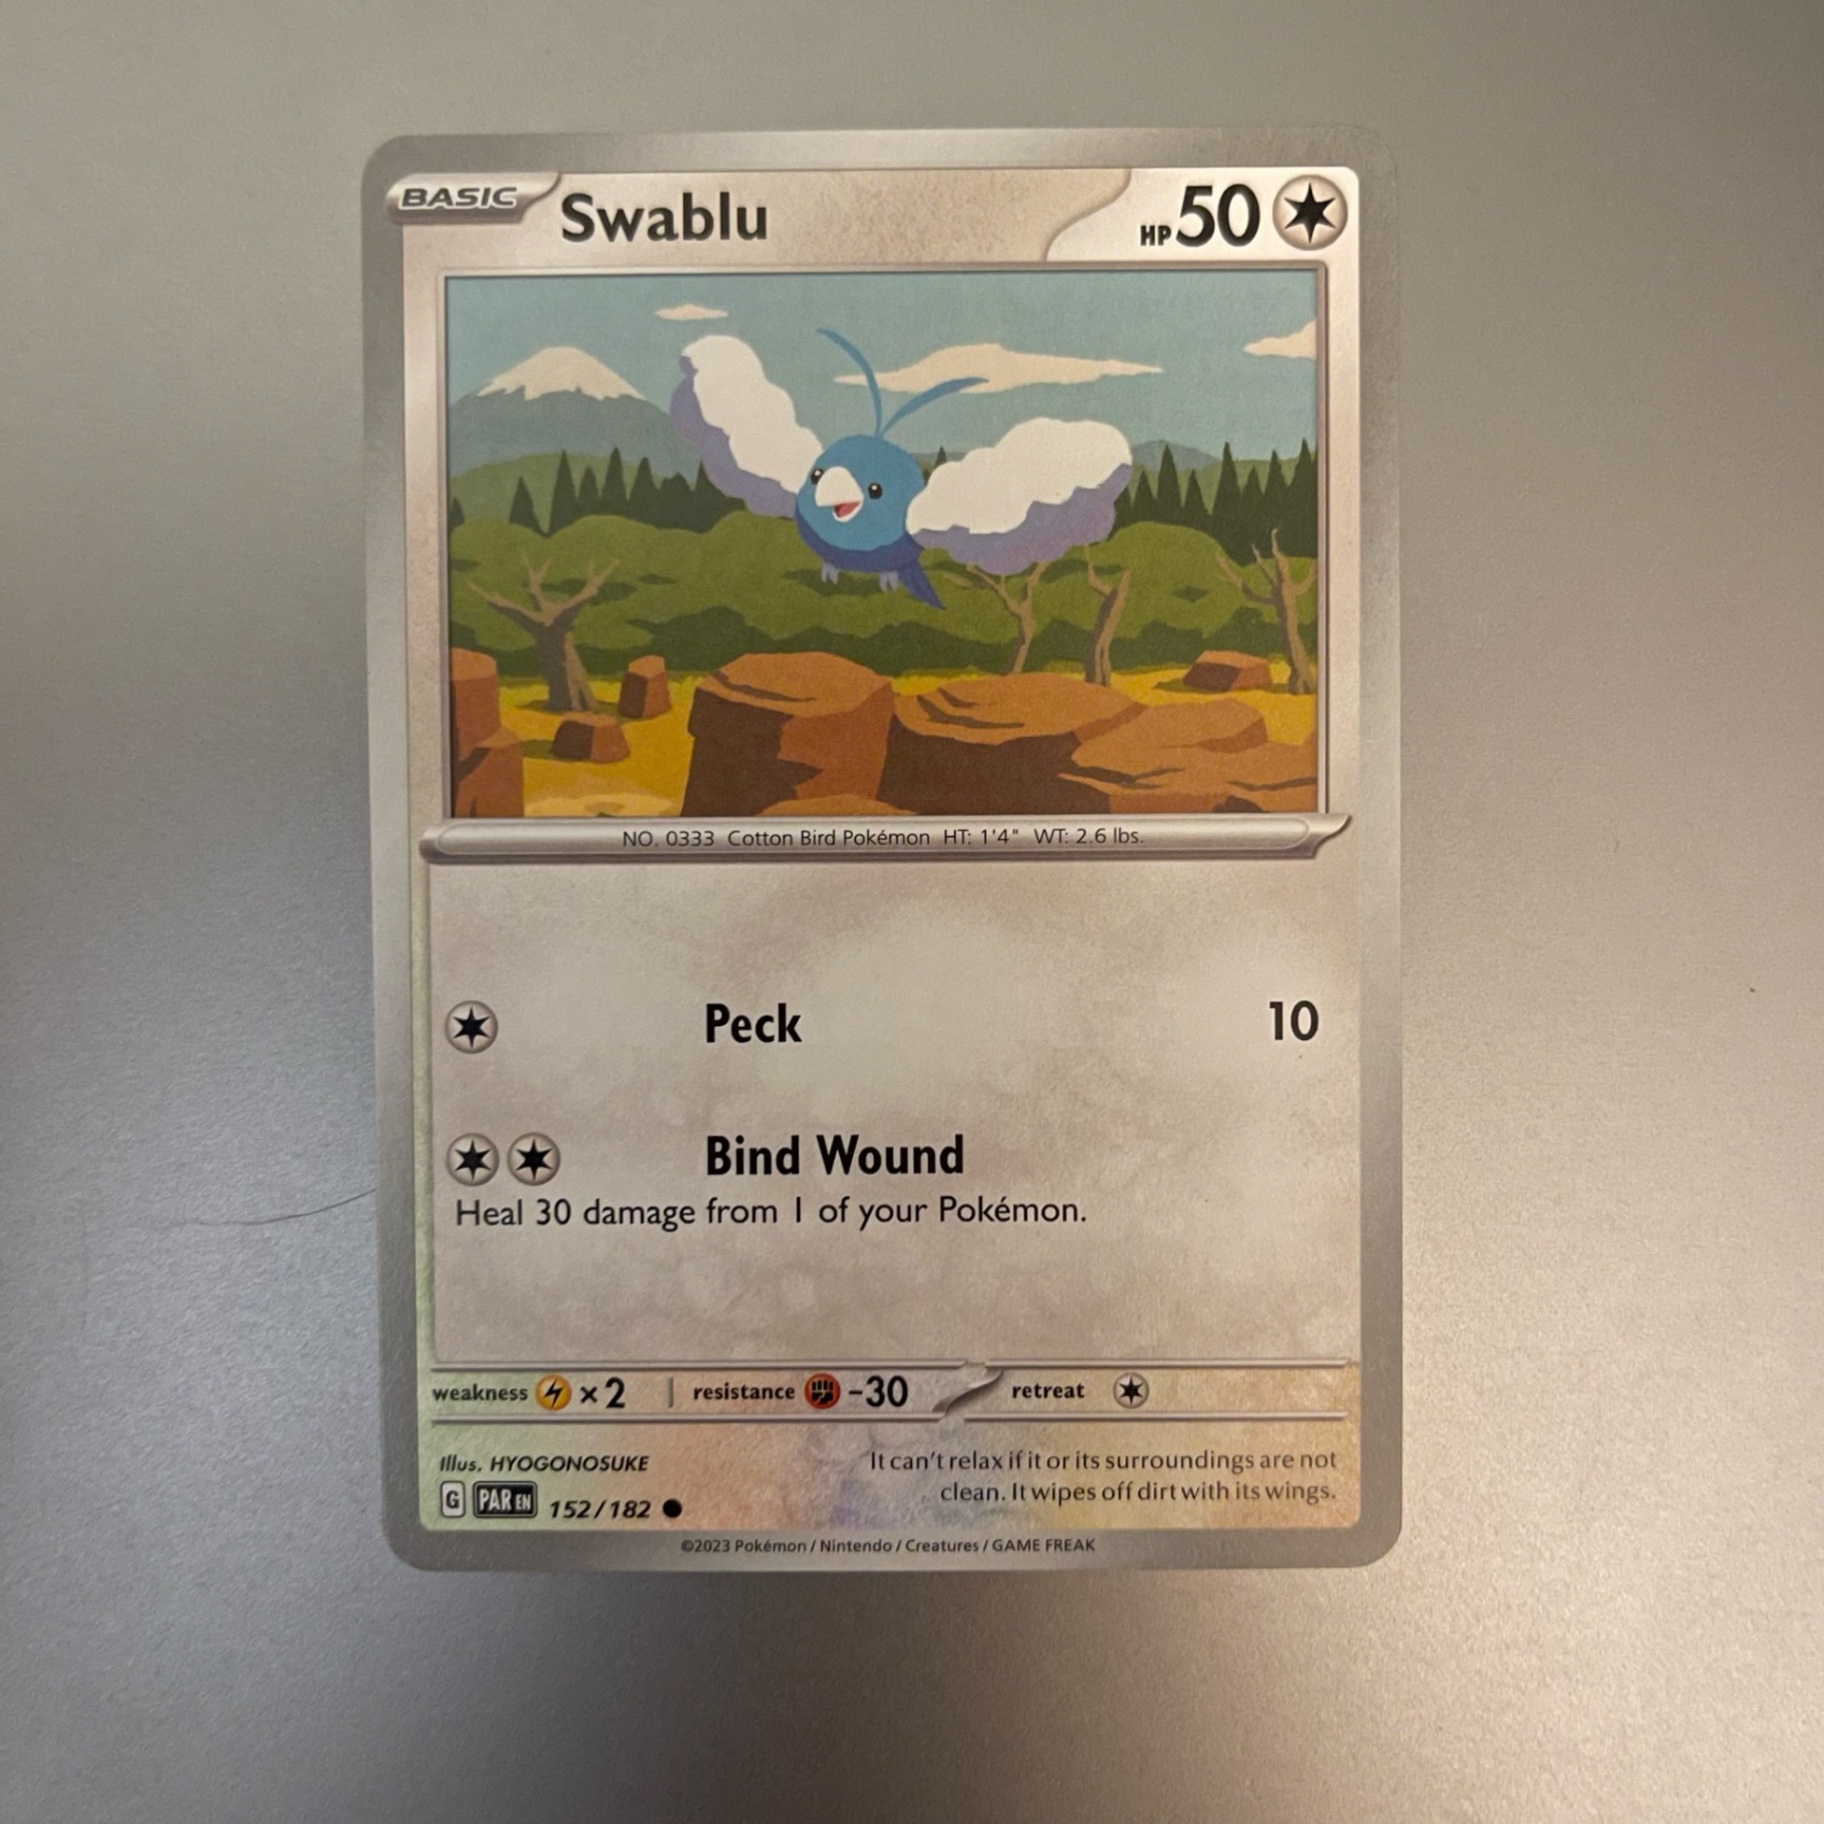 BASIC Swablu HP 50
NO. 0333 Cotton Bird Pokémon HT: 1'4" WT: 2.6 lbs.
Peck 10
Bind Wound
Heal 30 damage from 1 of your Pokémon.
weakness ×2 | resistance -30 retreat
Illus. HYOGONOSUKE
It can't relax if it or its surroundings are not
clean. It wipes off dirt with its wings.
G PAR EN 152/182
©2023 Pokémon / Nintendo / Creatures / GAME FREAK